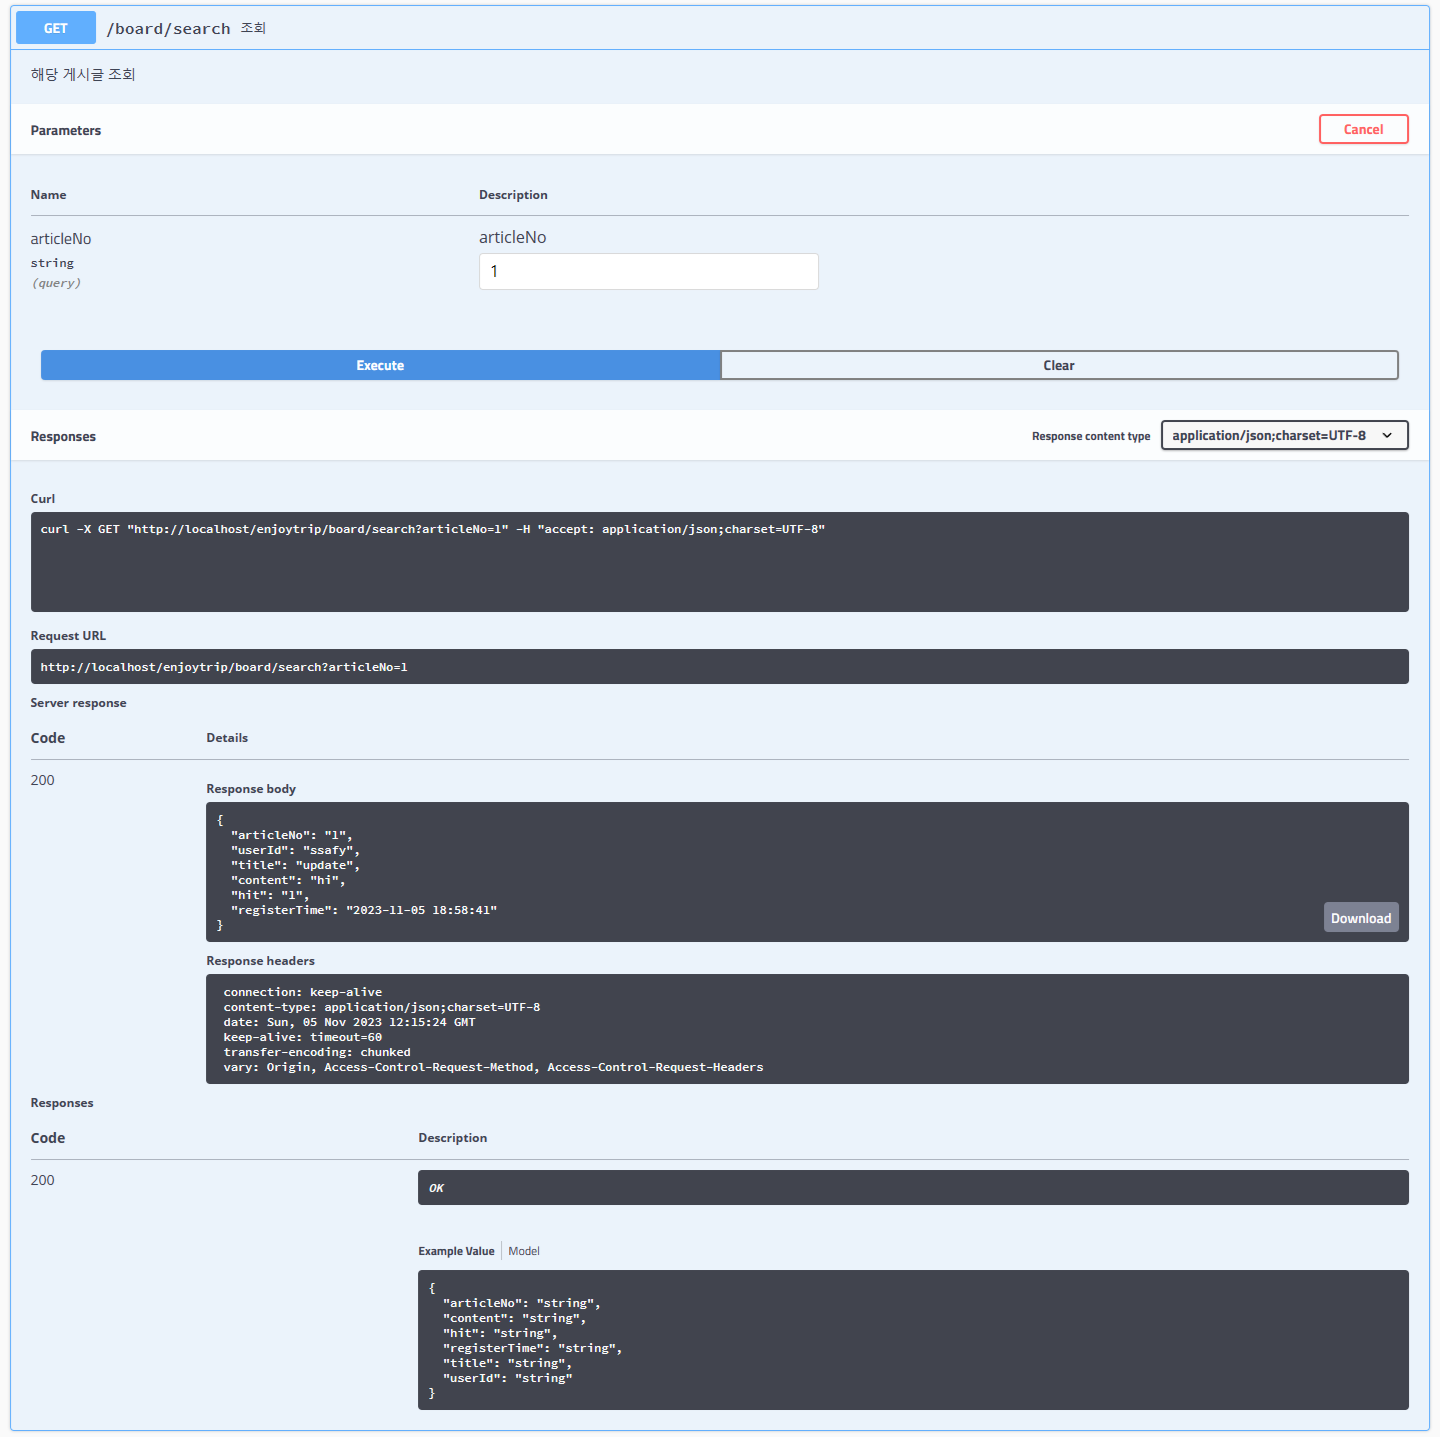 GET /board/search 조회
해당 게시글 조회
Parameters Cancel
Name Description
articleNo articleNo
string
(query)
1
Execute Clear
Responses Response content type application/json;charset=UTF-8
Curl
curl -X GET "http://localhost/enjoytrip/board/search?articleNo=1" -H "accept: application/json;charset=UTF-8"
Request URL
http://localhost/enjoytrip/board/search?articleNo=1
Server response
Code Details
200
Response body
{
  "articleNo": "1",
  "userId": "ssafy",
  "title": "update",
  "content": "hi",
  "hit": "1",
  "registerTime": "2023-11-05 18:58:41"
}
Download
Response headers
connection: keep-alive
content-type: application/json;charset=UTF-8
date: Sun, 05 Nov 2023 12:15:24 GMT
keep-alive: timeout=60
transfer-encoding: chunked
vary: Origin, Access-Control-Request-Method, Access-Control-Request-Headers
Responses
Code Description
200 OK
Example Value Model
{
  "articleNo": "string",
  "content": "string",
  "hit": "string",
  "registerTime": "string",
  "title": "string",
  "userId": "string"
}